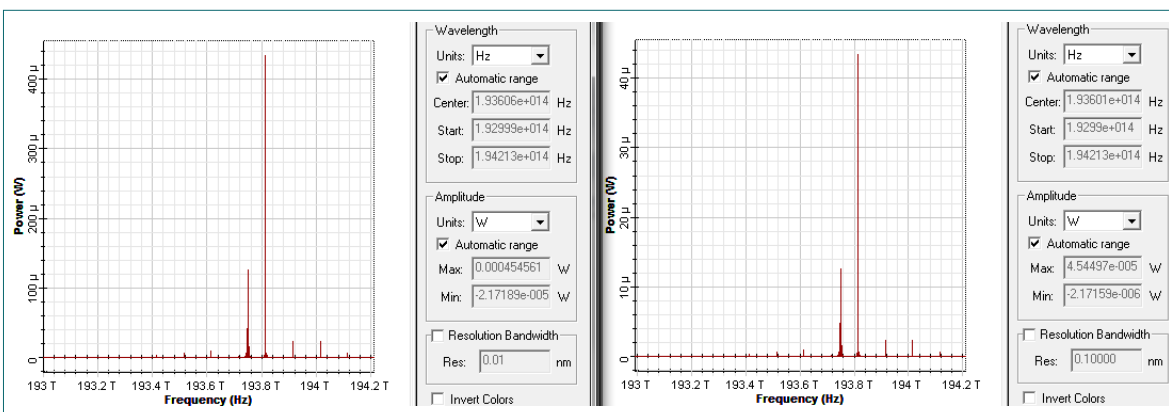 400 µ
300 µ
200 µ
100 µ
0
Power (W)
193 T 193.2 T 193.4 T 193.6 T 193.8 T 194 T 194.2 T
Frequency (Hz)
Wavelength
Units: Hz
Automatic range
Center: 1.93606e+014 Hz
Start: 1.92999e+014 Hz
Stop: 1.94213e+014 Hz
Amplitude
Units: W
Automatic range
Max: 0.000454561 W
Min: -2.17189e-005 W
Resolution Bandwidth
Res: 0.01 nm
Invert Colors
40 µ
30 µ
20 µ
10 µ
0
Power (W)
193 T 193.2 T 193.4 T 193.6 T 193.8 T 194 T 194.2 T
Frequency (Hz)
Wavelength
Units: Hz
Automatic range
Center: 1.93601e+014 Hz
Start: 1.9299e+014 Hz
Stop: 1.94213e+014 Hz
Amplitude
Units: W
Automatic range
Max: 4.54497e-005 W
Min: -2.17159e-006 W
Resolution Bandwidth
Res: 0.10000 nm
Invert Colors